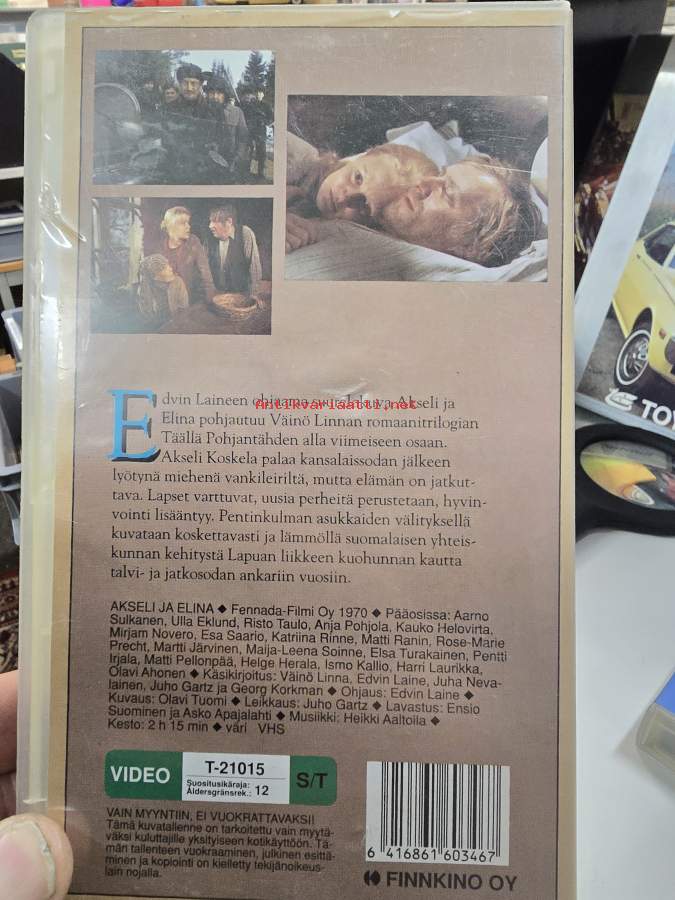 Edvin Laineen ohjaama suurelokuva Akseli ja
Elina pohjautuu Väinö Linnan romaanitrilogian
Täällä Pohjantähden alla viimeiseen osaan.
Akseli Koskela palaa kansalaissodan jälkeen
lyötynä miehenä vankileiriltä, mutta elämän on jatkut-
tava. Lapset varttuvat, uusia perheitä perustetaan, hyvin-
vointi lisääntyy. Pentinkulman asukkaiden välityksellä
kuvataan koskettavasti ja lämmöllä suomalaisen yhteis-
kunnan kehitystä Lapuan liikkeen kuohunnan kautta
talvi- ja jatkosodan ankariin vuosiin.
Antikvariaatti.net
AKSELI JA ELINA ◆ Fennada-Filmi Oy 1970 ◆ Pääosissa: Aarno
Sulkanen, Ulla Eklund, Risto Taulo, Anja Pohjola, Kauko Helovirta,
Mirjam Novero, Esa Saario, Katriina Rinne, Matti Ranin, Rose-Marie
Precht, Martti Järvinen, Maija-Leena Soinne, Elsa Turakainen, Pentti
Irjala, Matti Pellonpää, Helge Herala, Ismo Kallio, Harri Laurikka,
Olavi Ahonen ◆ Käsikirjoitus: Väinö Linna, Edvin Laine, Juha Neva-
lainen, Juho Gartz ja Georg Korkman ◆ Ohjaus: Edvin Laine ◆
Kuvaus: Olavi Tuomi ◆ Leikkaus: Juho Gartz ◆ Lavastus: Ensio
Suominen ja Asko Apajalahti ◆ Musiikki: Heikki Aaltoila ◆
Kesto: 2 h 15 min ◆ väri VHS
VIDEO
T-21015
Suositusikäraja:
Åldersgränsrek.: 12
S/T
VAIN MYYNTIIN, EI VUOKRATTAVAKSI!
Tämä kuvatallenne on tarkoitettu vain myytä-
väksi kuluttajille yksityiseen kotikäyttöön. Tä-
män tallenteen vuokraaminen, julkinen esittä-
minen ja kopiointi on kielletty tekijänoikeus-
lain nojalla.
6 416861 603467
FINNKINO OY
TOY